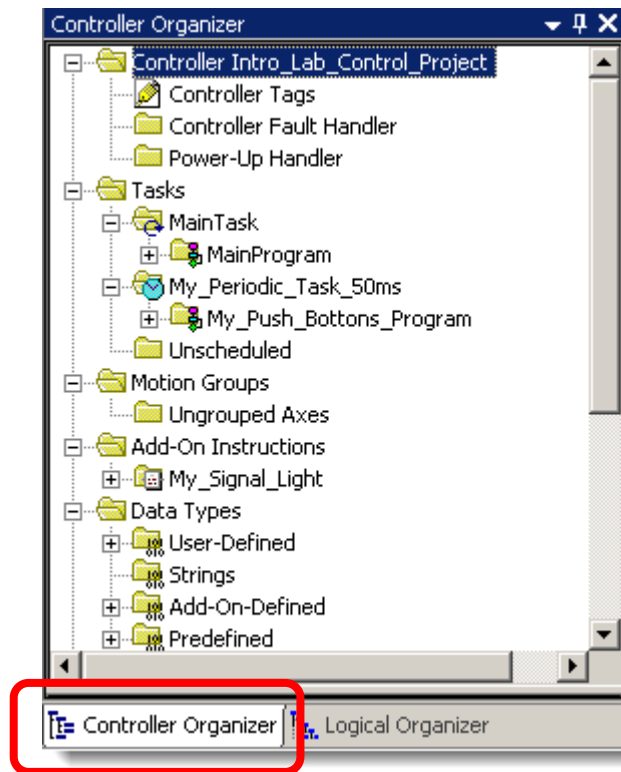 Controller Organizer
Controller Intro_Lab_Control_Project
Controller Tags
Controller Fault Handler
Power-Up Handler
Tasks
MainTask
MainProgram
My_Periodic_Task_50ms
My_Push_Bottons_Program
Unscheduled
Motion Groups
Ungrouped Axes
Add-On Instructions
My_Signal_Light
Data Types
User-Defined
Strings
Add-On-Defined
Predefined
Controller Organizer Logical Organizer